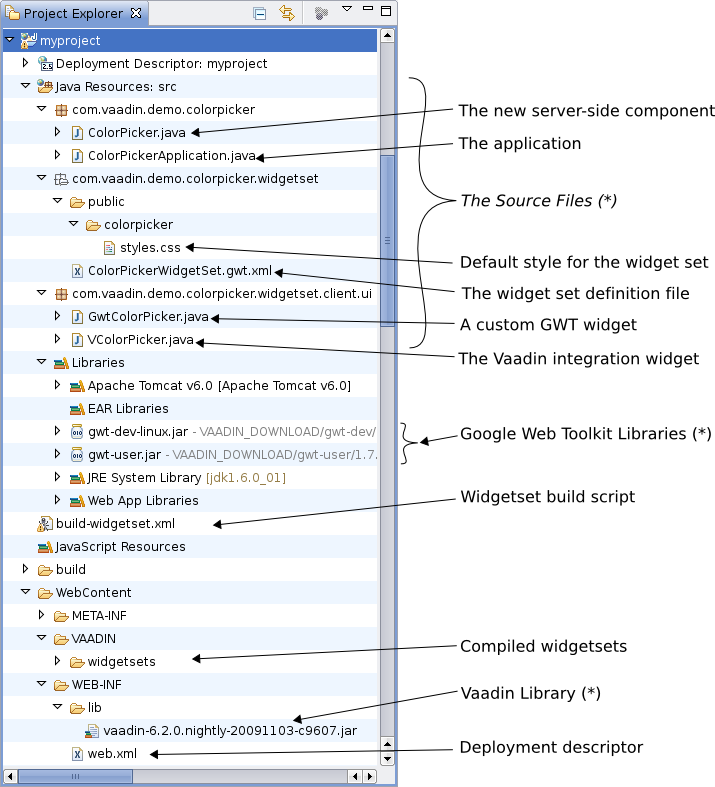 Project Explorer
myproject
Deployment Descriptor: myproject
Java Resources: src
com.vaadin.demo.colorpicker
ColorPicker.java
The new server-side component
ColorPickerApplication.java
The application
com.vaadin.demo.colorpicker.widgetset
public
The Source Files (*)
colorpicker
styles.css
Default style for the widget set
ColorPickerWidgetSet.gwt.xml
The widget set definition file
com.vaadin.demo.colorpicker.widgetset.client.ui
GwtColorPicker.java
A custom GWT widget
VColorPicker.java
The Vaadin integration widget
Libraries
Apache Tomcat v6.0 [Apache Tomcat v6.0]
EAR Libraries
gwt-dev-linux.jar - VAADIN_DOWNLOAD/gwt-dev/
Google Web Toolkit Libraries (*)
gwt-user.jar - VAADIN_DOWNLOAD/gwt-user/1.7.
JRE System Library [jdk1.6.0_01]
Web App Libraries
Widgetset build script
build-widgetset.xml
JavaScript Resources
build
WebContent
META-INF
VAADIN
Compiled widgetsets
widgetsets
WEB-INF
Vaadin Library (*)
lib
vaadin-6.2.0.nightly-20091103-c9607.jar
web.xml
Deployment descriptor